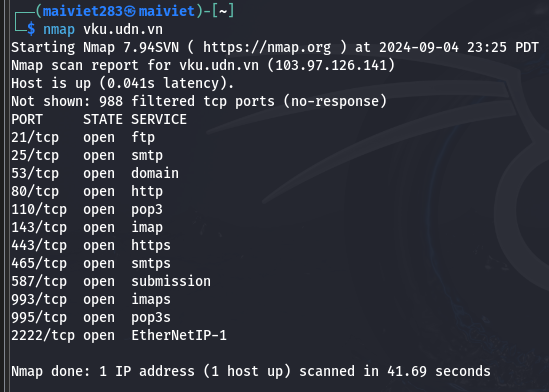 ┌──(maiviet283㉿maiviet)-[~]
└─$ nmap vku.udn.vn
Starting Nmap 7.94SVN ( https://nmap.org ) at 2024-09-04 23:25 PDT
Nmap scan report for vku.udn.vn (103.97.126.141)
Host is up (0.041s latency).
Not shown: 988 filtered tcp ports (no-response)
PORT     STATE SERVICE
21/tcp   open  ftp
25/tcp   open  smtp
53/tcp   open  domain
80/tcp   open  http
110/tcp  open  pop3
143/tcp  open  imap
443/tcp  open  https
465/tcp  open  smtps
587/tcp  open  submission
993/tcp  open  imaps
995/tcp  open  pop3s
2222/tcp open  EtherNetIP-1
Nmap done: 1 IP address (1 host up) scanned in 41.69 seconds